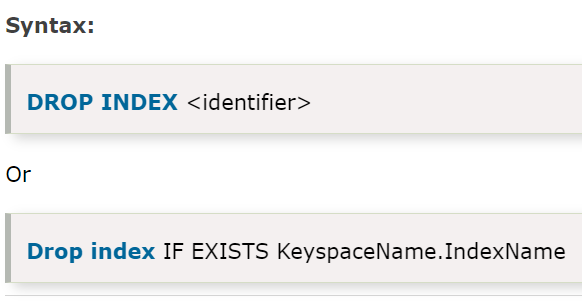 Syntax:
DROP INDEX <identifier>
Or
Drop index IF EXISTS KeyspaceName.IndexName